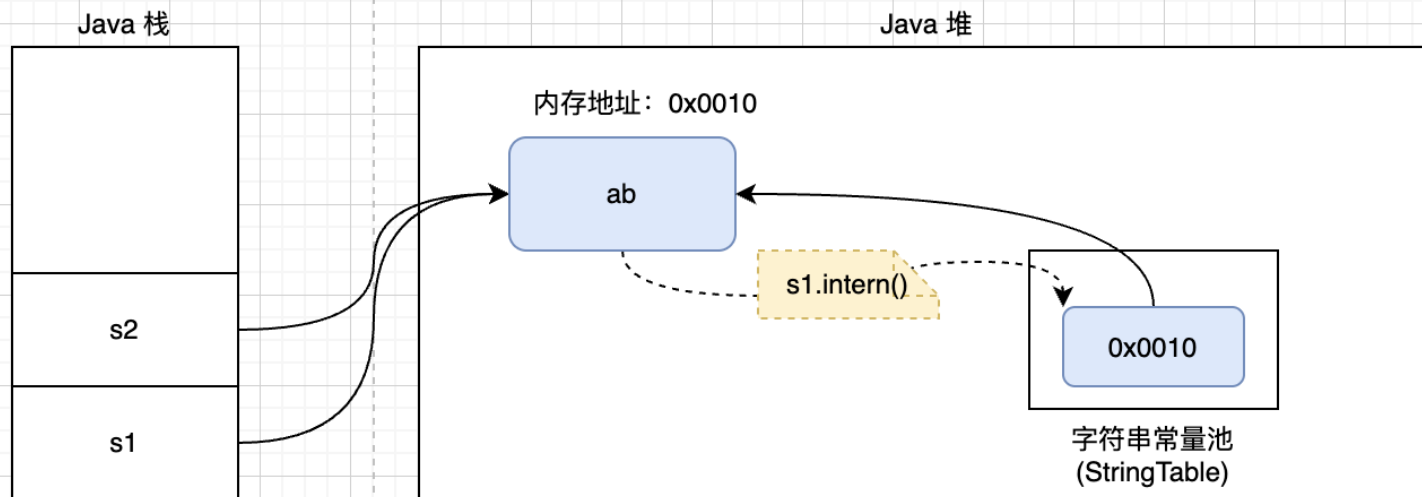 Java 栈
Java 堆
内存地址：0x0010
ab
s1.intern()
s2
0x0010
s1
字符串常量池
(StringTable)